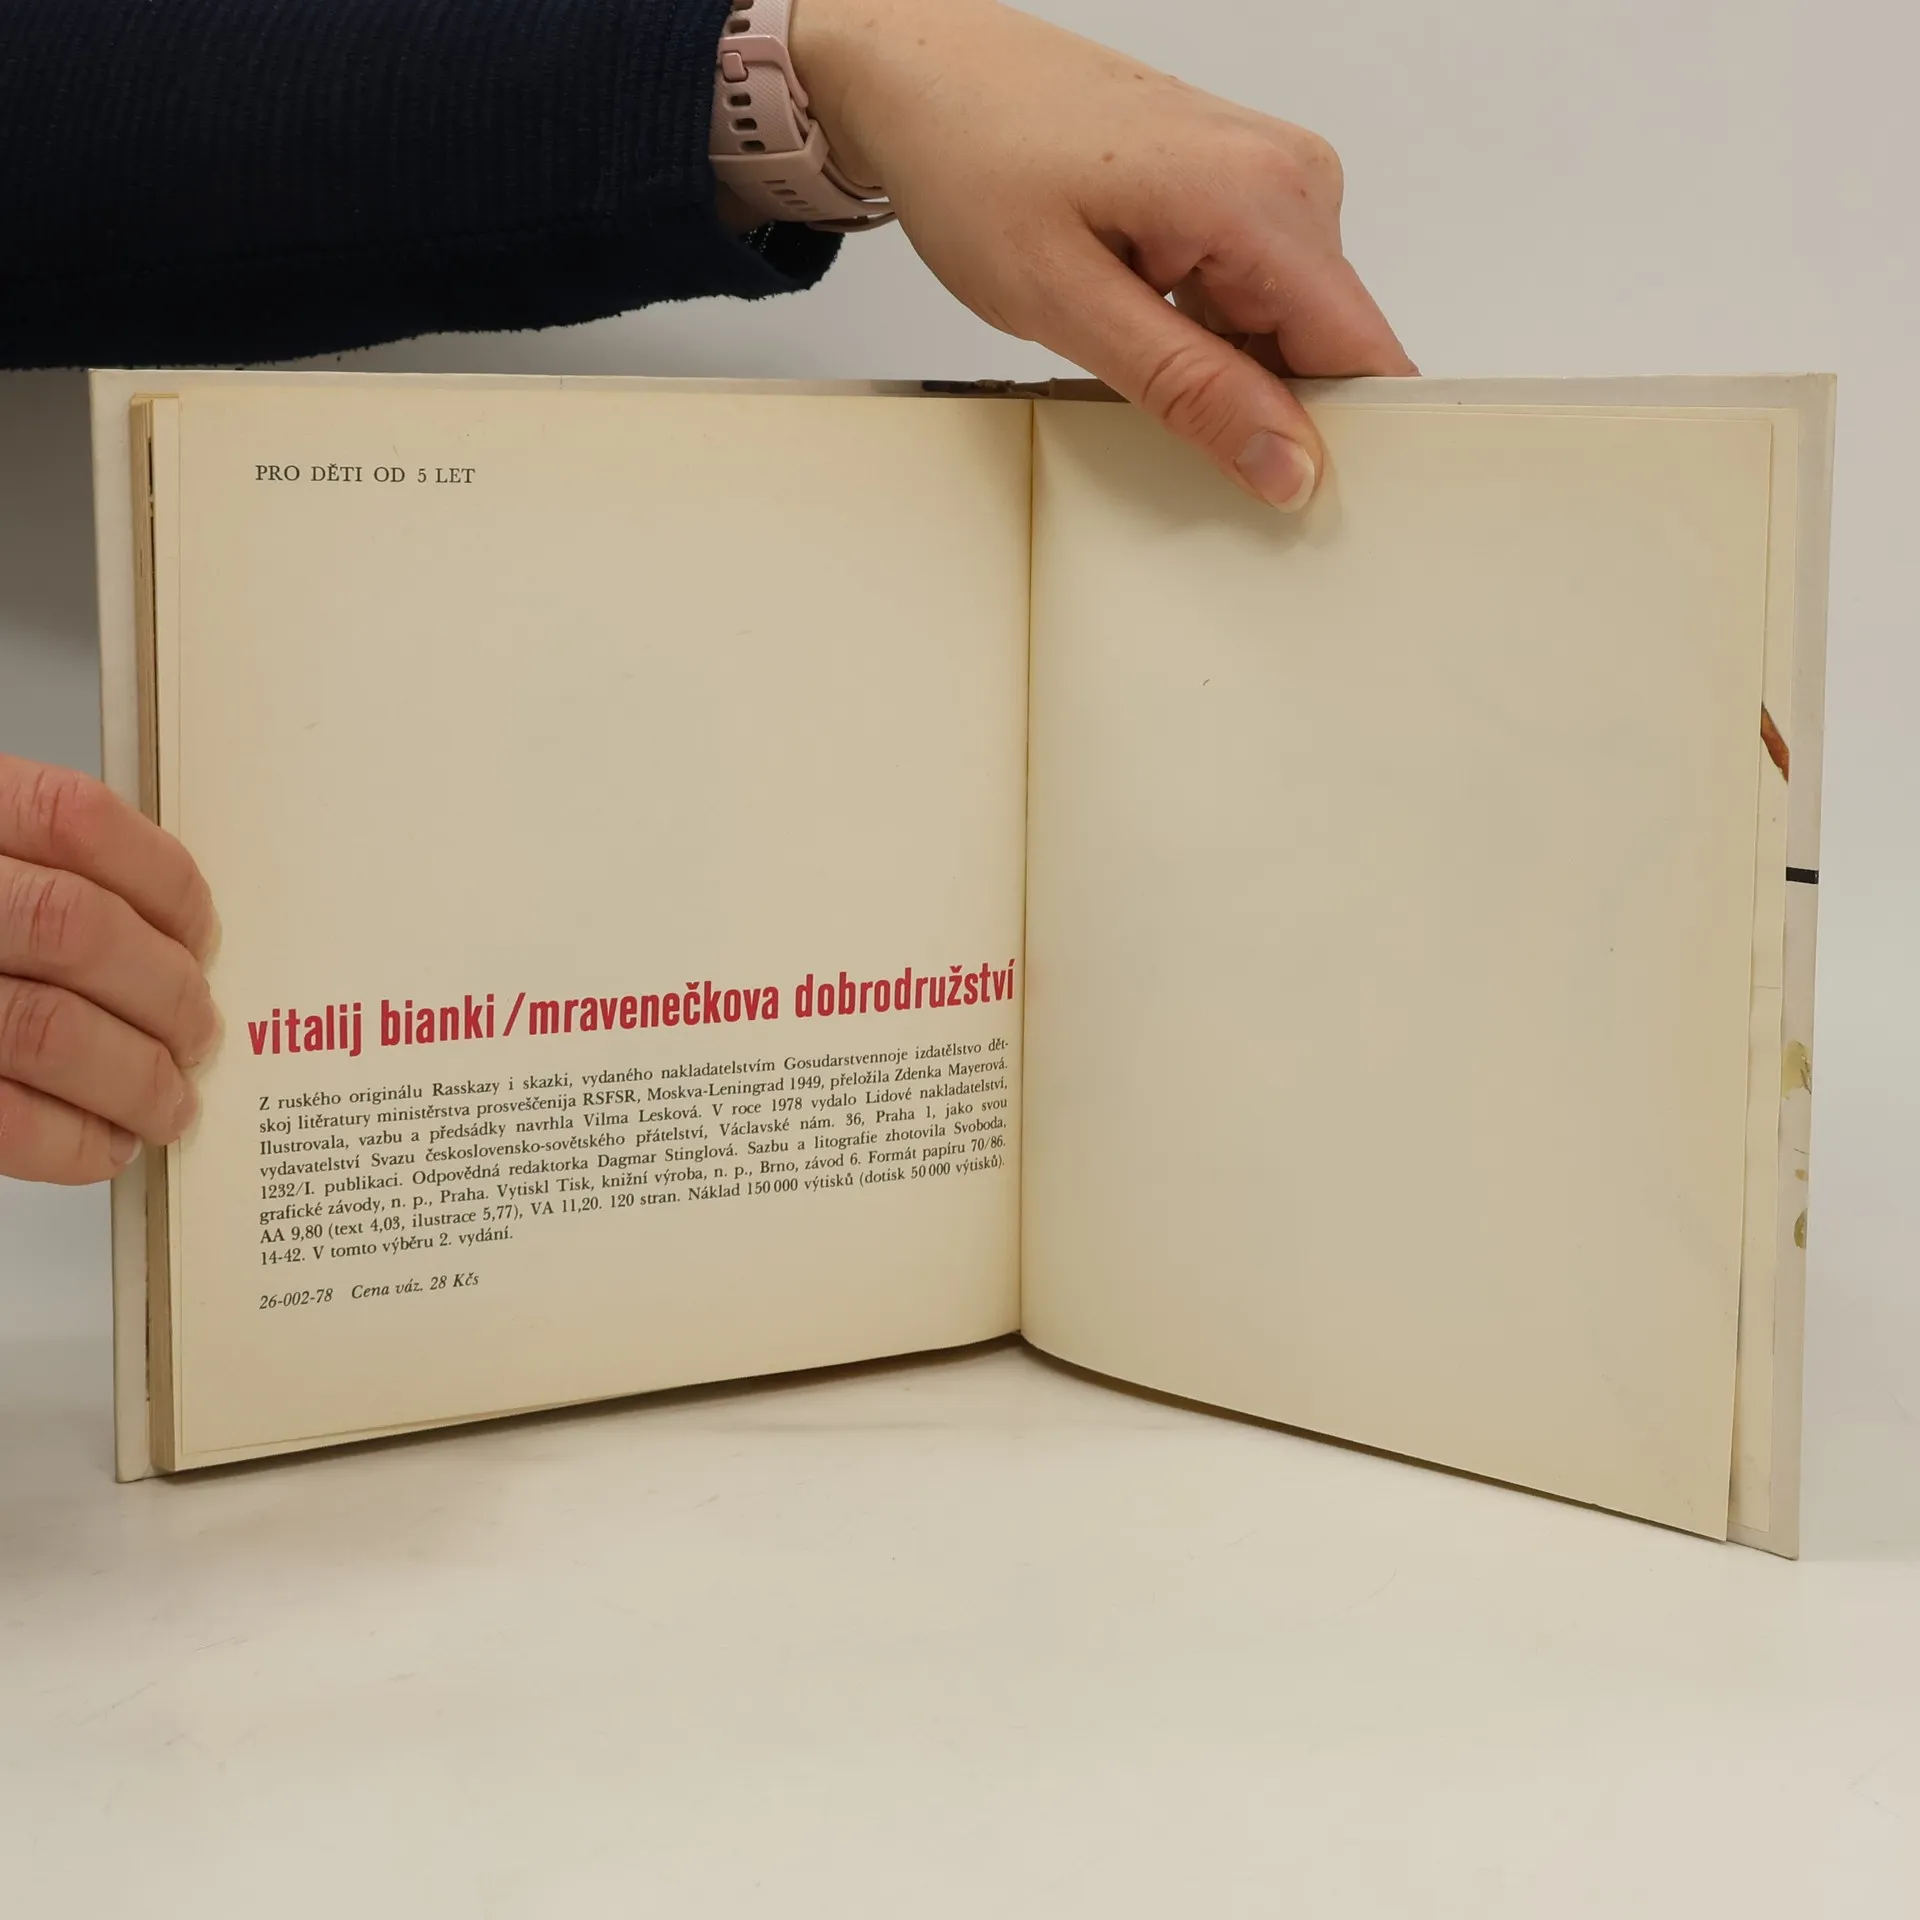 PRO DĚTI OD 5 LET
vitalij bianki/mravenečkova dobrodružství
Z ruského originálu Rasskazy i skazki, vydaného nakladatelstvím Gosudarstvennoje izdatělstvo dět-
skoj litěratury ministěrstva prosveščenija RSFSR, Moskva-Leningrad 1949, přeložila Zdenka Mayerová.
Ilustrovala, vazbu a předsádky navrhla Vilma Lesková. V roce 1978 vydalo Lidové nakladatelství,
vydavatelství Svazu československo-sovětského přátelství, Václavské nám. 36, Praha 1, jako svou
1232/I. publikaci. Odpovědná redaktorka Dagmar Stinglová. Sazbu a litografie zhotovila Svoboda,
grafické závody, n. p., Praha. Vytiskl Tisk, knižní výroba, n. p., Brno, závod 6. Formát papíru 70/86.
AA 9,80 (text 4,03, ilustrace 5,77), VA 11,20. 120 stran. Náklad 150 000 výtisků (dotisk 50 000 výtisků).
14-42. V tomto výběru 2. vydání.
26-002-78 Cena váz. 28 Kčs